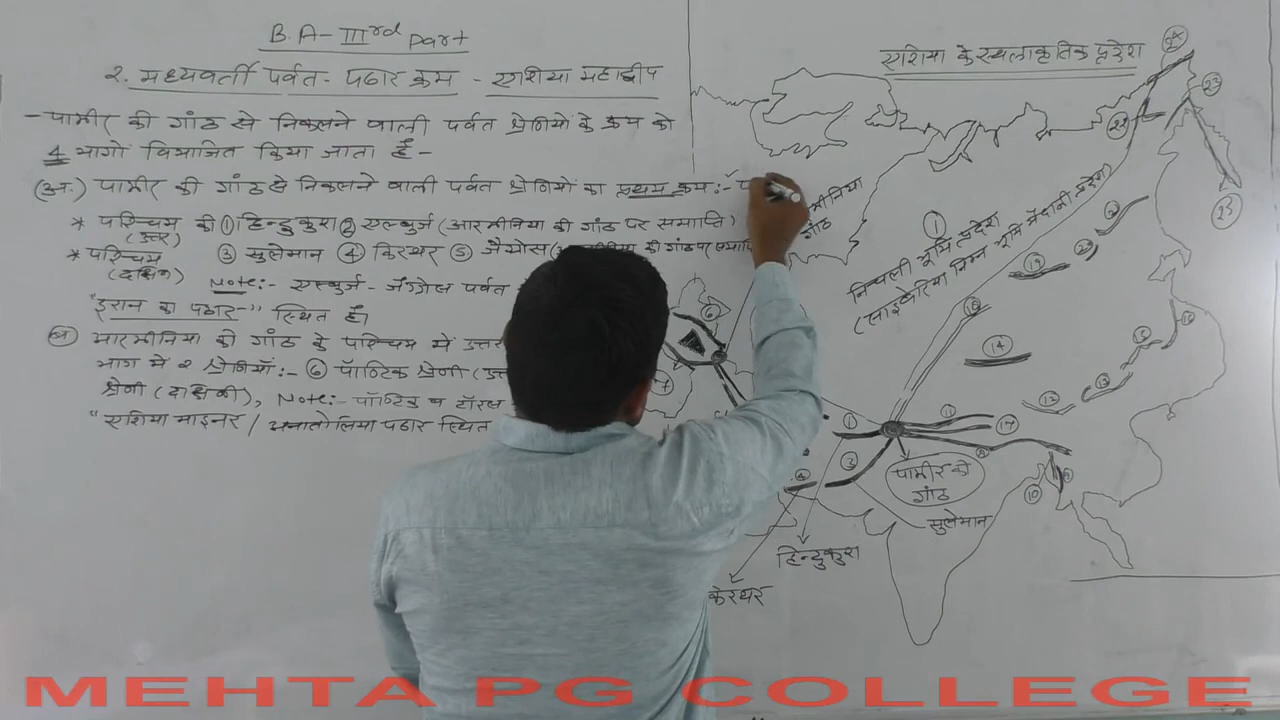 B.A - IIIrd Part
2. मध्यवर्ती पर्वत - पठार क्रम - एशिया महाद्वीप
- पामीर की गांठ से निकलने वाली पर्वत श्रेणियों के क्रम को
4 भागों विभाजित किया जाता है -
(अ.) पामीर की गांठ से निकलने वाली पर्वत श्रेणियों का प्रथम क्रम :- प
* पश्चिम की ① हिन्दुकुश ② एल्बुर्ज (आरमीनिया की गांठ पर समाप्ति)
(उत्तर)
* पश्चिम ③ सुलेमान ④ किरथर ⑤ जैग्रोस की गांठ पर
(दक्षिण)
Note:- एल्बुर्ज - जैग्रोस पर्वत
"ईरान का पठार-" स्थित है।
ब आरमीनिया की गांठ के पश्चिम में
भाग में 2 श्रेणियाँ:- ⑥ पॉन्टिक श्रेणी
श्रेणी (दक्षिणी), Note:- पॉन्टिक व टॉरस
"एशिया माइनर / अनातोलिया पठार स्थित
एशिया के स्थलाकृतिक प्रदेश
गांठ
①
निचली भूमि प्रदेश
(साइबेरिया निम्न भूमि मैदानी प्रदेश)
पामीर की
गांठ
सुलेमान
हिन्दुकुश
केरथर
MEHTA PG COLLEGE